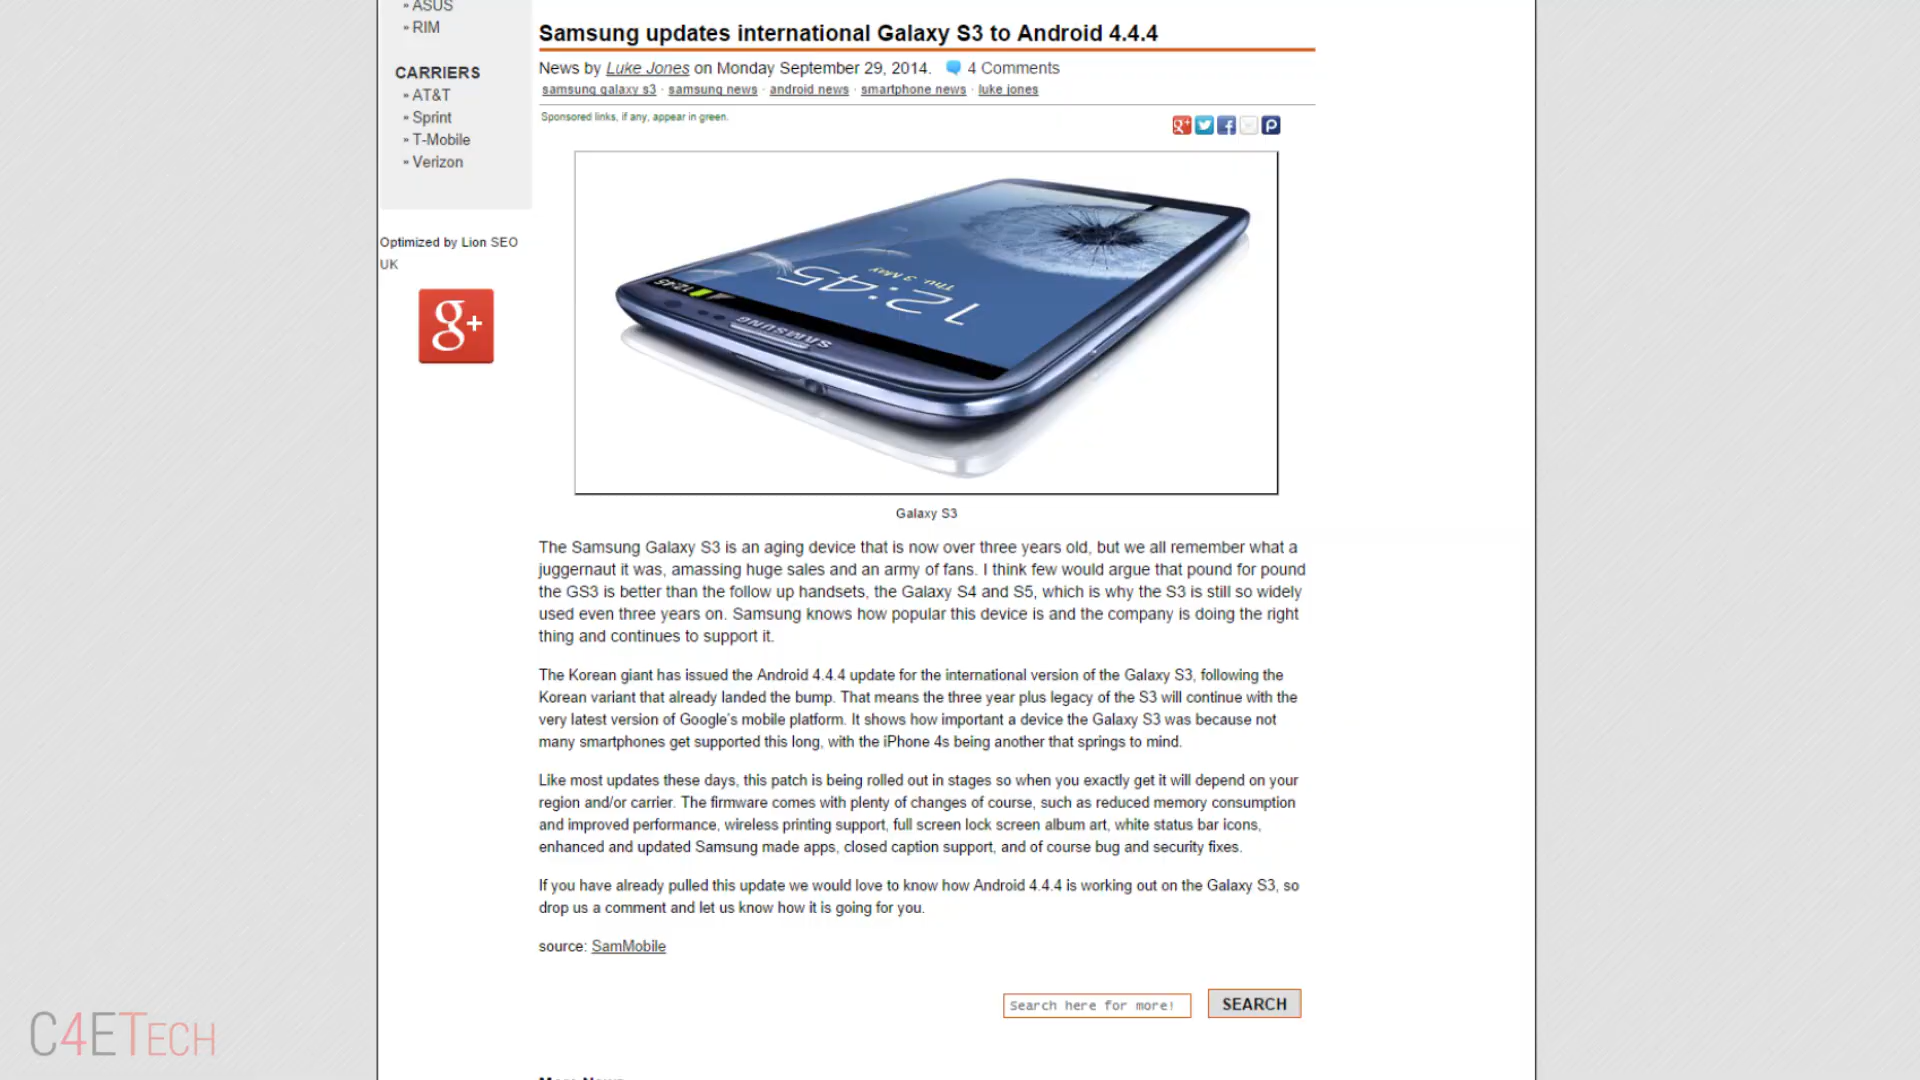 » ASUS
» RIM
CARRIERS
» AT&T
» Sprint
» T-Mobile
» Verizon
Optimized by Lion SEO
UK
g+
Samsung updates international Galaxy S3 to Android 4.4.4
News by Luke Jones on Monday September 29, 2014. 4 Comments
samsung galaxy s3 · samsung news · android news · smartphone news · luke jones
Sponsored links, if any, appear in green.
12:45
Thu, 3 May
12:45
SAMSUNG
Galaxy S3
The Samsung Galaxy S3 is an aging device that is now over three years old, but we all remember what a
juggernaut it was, amassing huge sales and an army of fans. I think few would argue that pound for pound
the GS3 is better than the follow up handsets, the Galaxy S4 and S5, which is why the S3 is still so widely
used even three years on. Samsung knows how popular this device is and the company is doing the right
thing and continues to support it.
The Korean giant has issued the Android 4.4.4 update for the international version of the Galaxy S3, following the
Korean variant that already landed the bump. That means the three year plus legacy of the S3 will continue with the
very latest version of Google's mobile platform. It shows how important a device the Galaxy S3 was because not
many smartphones get supported this long, with the iPhone 4s being another that springs to mind.
Like most updates these days, this patch is being rolled out in stages so when you exactly get it will depend on your
region and/or carrier. The firmware comes with plenty of changes of course, such as reduced memory consumption
and improved performance, wireless printing support, full screen lock screen album art, white status bar icons,
enhanced and updated Samsung made apps, closed caption support, and of course bug and security fixes.
If you have already pulled this update we would love to know how Android 4.4.4 is working out on the Galaxy S3, so
drop us a comment and let us know how it is going for you.
source: SamMobile
Search here for more!
SEARCH
C4ETECH